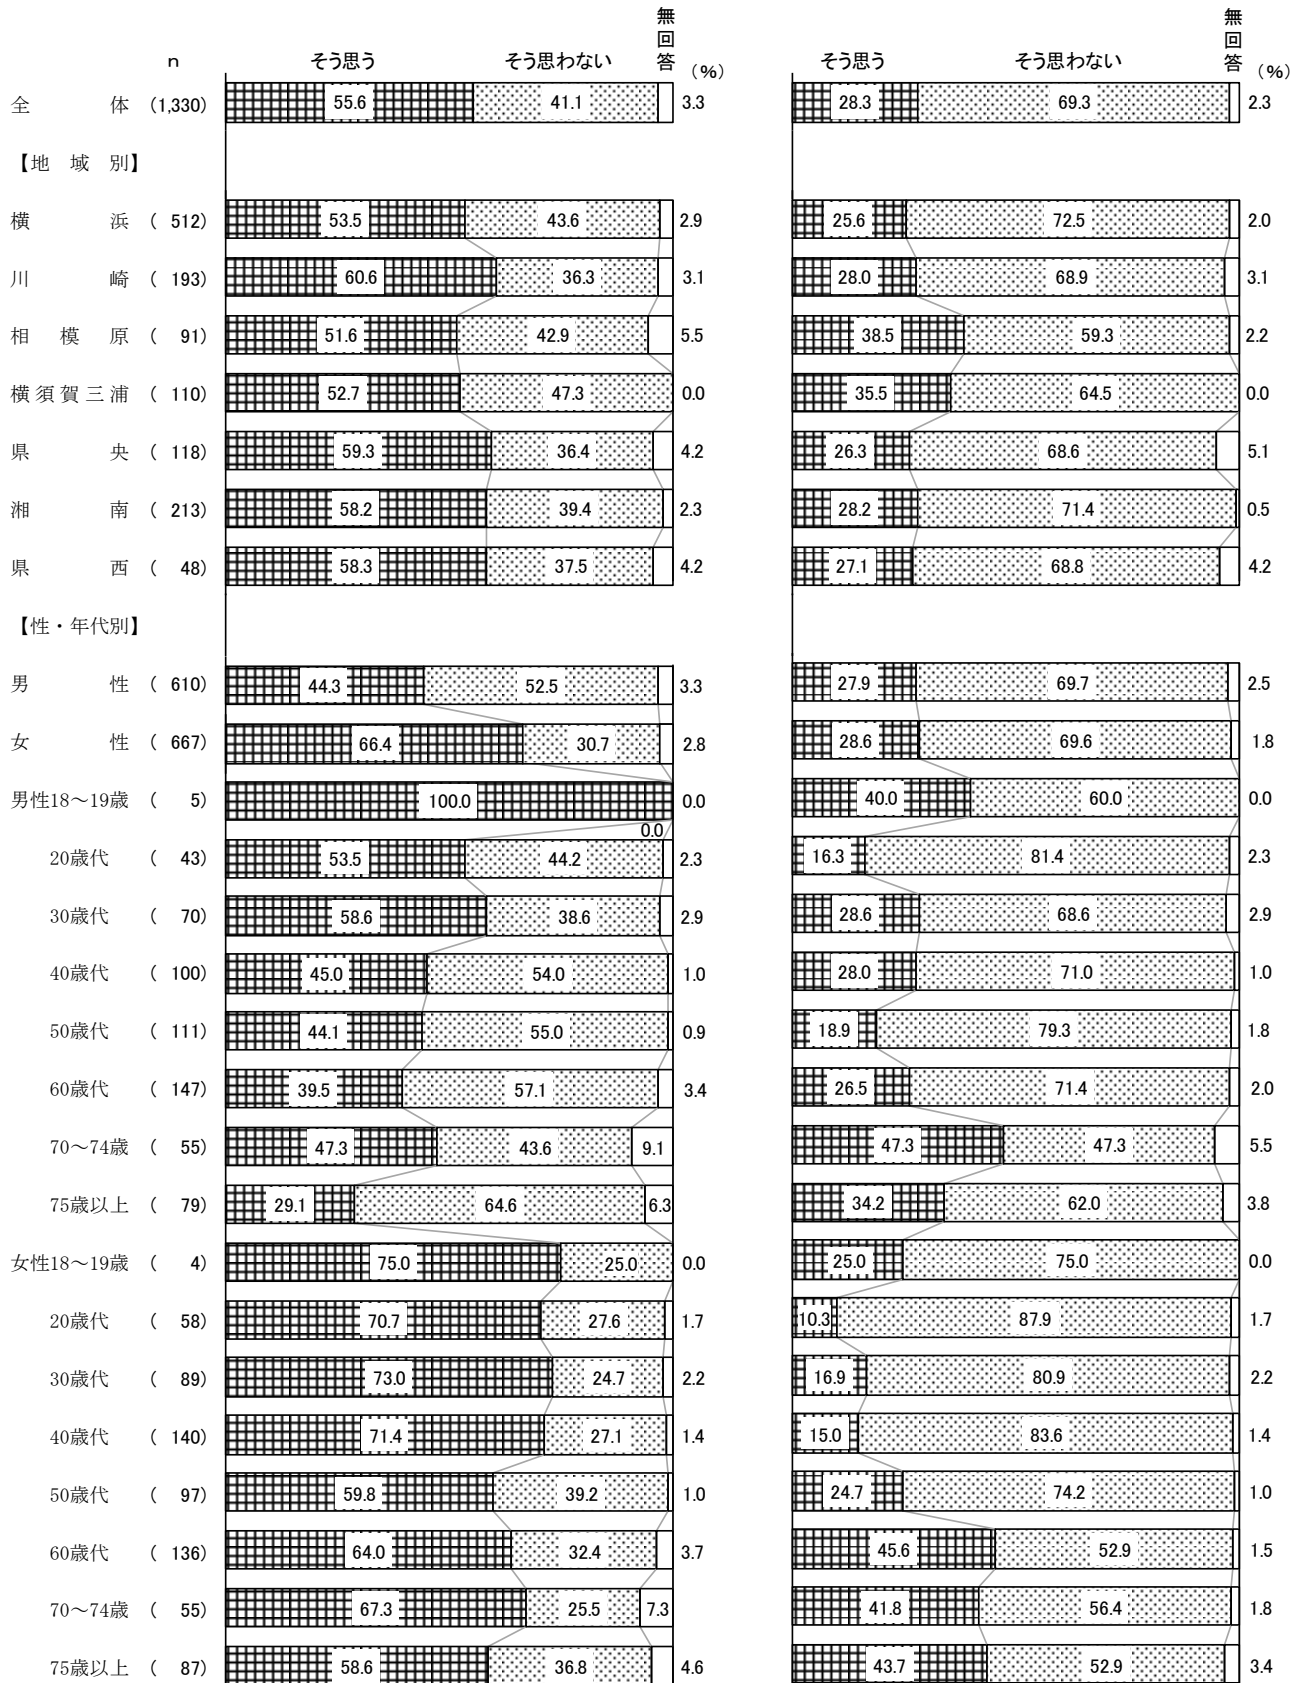 無 無
回 回
n そう思う そう思わない 答 (%) そう思う そう思わない 答 (%)
全体 (1,330) 55.6 41.1 3.3 28.3 69.3 2.3
【地域別】
横浜 ( 512) 53.5 43.6 2.9 25.6 72.5 2.0
川崎 ( 193) 60.6 36.3 3.1 28.0 68.9 3.1
相模原 ( 91) 51.6 42.9 5.5 38.5 59.3 2.2
横須賀三浦 ( 110) 52.7 47.3 0.0 35.5 64.5 0.0
県央 ( 118) 59.3 36.4 4.2 26.3 68.6 5.1
湘南 ( 213) 58.2 39.4 2.3 28.2 71.4 0.5
県西 ( 48) 58.3 37.5 4.2 27.1 68.8 4.2
【性・年代別】
男性 ( 610) 44.3 52.5 3.3 27.9 69.7 2.5
女性 ( 667) 66.4 30.7 2.8 28.6 69.6 1.8
男性18～19歳 ( 5) 100.0 0.0 40.0 60.0 0.0
0.0
20歳代 ( 43) 53.5 44.2 2.3 16.3 81.4 2.3
30歳代 ( 70) 58.6 38.6 2.9 28.6 68.6 2.9
40歳代 ( 100) 45.0 54.0 1.0 28.0 71.0 1.0
50歳代 ( 111) 44.1 55.0 0.9 18.9 79.3 1.8
60歳代 ( 147) 39.5 57.1 3.4 26.5 71.4 2.0
70～74歳 ( 55) 47.3 43.6 9.1 47.3 47.3 5.5
75歳以上 ( 79) 29.1 64.6 6.3 34.2 62.0 3.8
女性18～19歳 ( 4) 75.0 25.0 0.0 25.0 75.0 0.0
20歳代 ( 58) 70.7 27.6 1.7 10.3 87.9 1.7
30歳代 ( 89) 73.0 24.7 2.2 16.9 80.9 2.2
40歳代 ( 140) 71.4 27.1 1.4 15.0 83.6 1.4
50歳代 ( 97) 59.8 39.2 1.0 24.7 74.2 1.0
60歳代 ( 136) 64.0 32.4 3.7 45.6 52.9 1.5
70～74歳 ( 55) 67.3 25.5 7.3 41.8 56.4 1.8
75歳以上 ( 87) 58.6 36.8 4.6 43.7 52.9 3.4